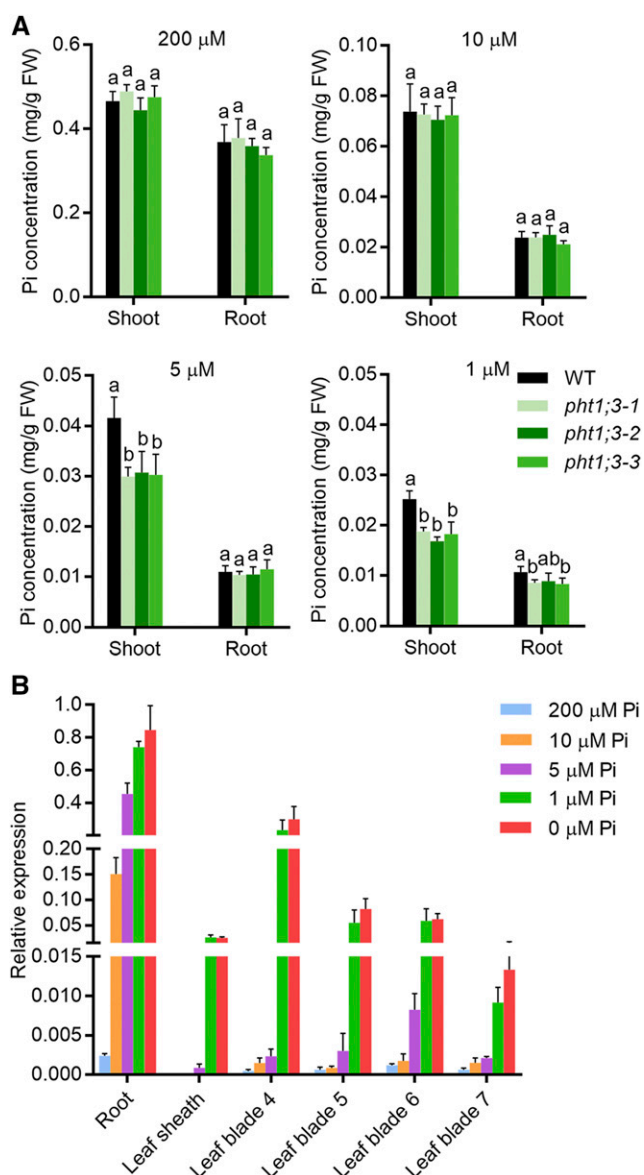 A
200 μM
10 μM
Pi concentration (mg/g FW)
0.6
0.4
0.2
0.0
a a a a
a a a a
Shoot
Root
Pi concentration (mg/g FW)
0.10
0.08
0.06
0.04
0.02
0.00
a a a a
a a a a
Shoot
Root
5 μM
1 μM
Pi concentration (mg/g FW)
0.05
0.04
0.03
0.02
0.01
0.00
a b b b
a a a a
Shoot
Root
Pi concentration (mg/g FW)
0.05
0.04
0.03
0.02
0.01
0.00
a b b b
a b ab b
Shoot
Root
WT
pht1;3-1
pht1;3-2
pht1;3-3
B
Relative expression
1.0
0.8
0.6
0.4
0.20
0.15
0.10
0.05
0.015
0.010
0.005
0.000
Root
Leaf sheath
Leaf blade 4
Leaf blade 5
Leaf blade 6
Leaf blade 7
200 μM Pi
10 μM Pi
5 μM Pi
1 μM Pi
0 μM Pi